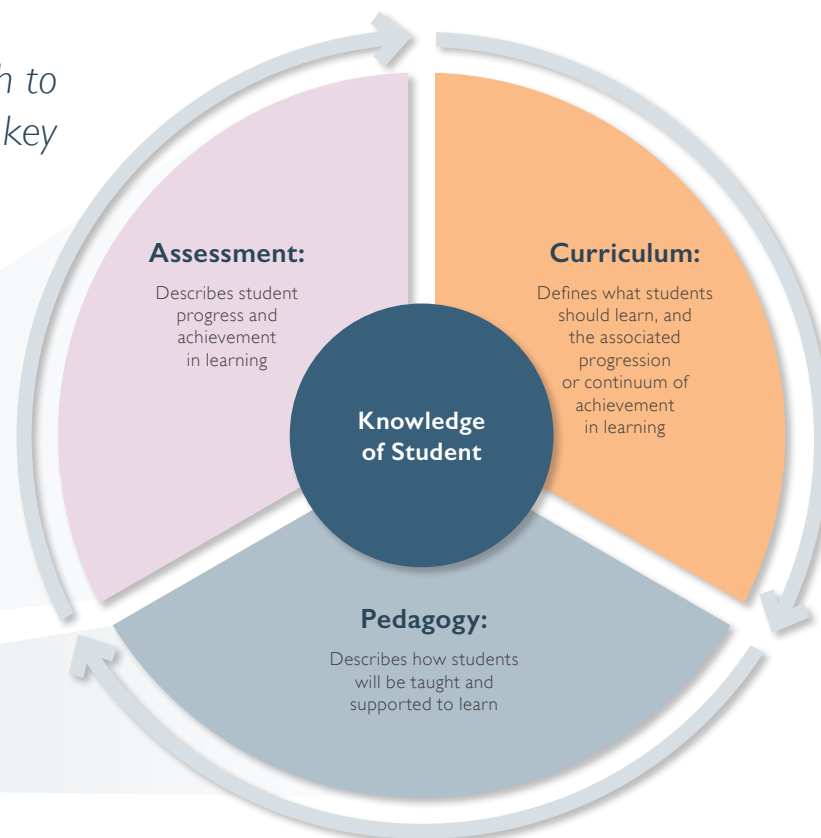 h to
key
Assessment:
Describes student
progress and
achievement
in learning
Curriculum:
Defines what students
should learn, and
the associated
progression
or continuum of
achievement
in learning
Knowledge
of Student
Pedagogy:
Describes how students
will be taught and
supported to learn